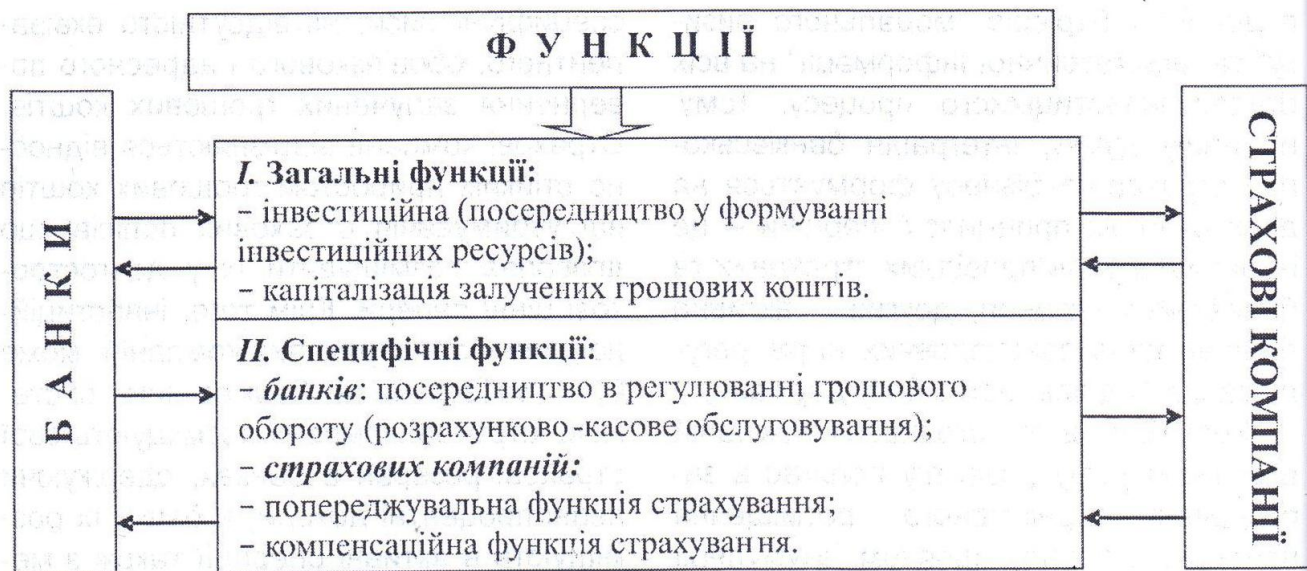 ФУНКЦІЇ
БАНКИ
I. Загальні функції:
– інвестиційна (посередництво у формуванні
інвестиційних ресурсів);
– капіталізація залучених грошових коштів.
II. Специфічні функції:
– банків: посередництво в регулюванні грошового
обороту (розрахунково-касове обслуговування);
– страхових компаній:
– попереджувальна функція страхування;
– компенсаційна функція страхування.
СТРАХОВІ КОМПАНІЇ